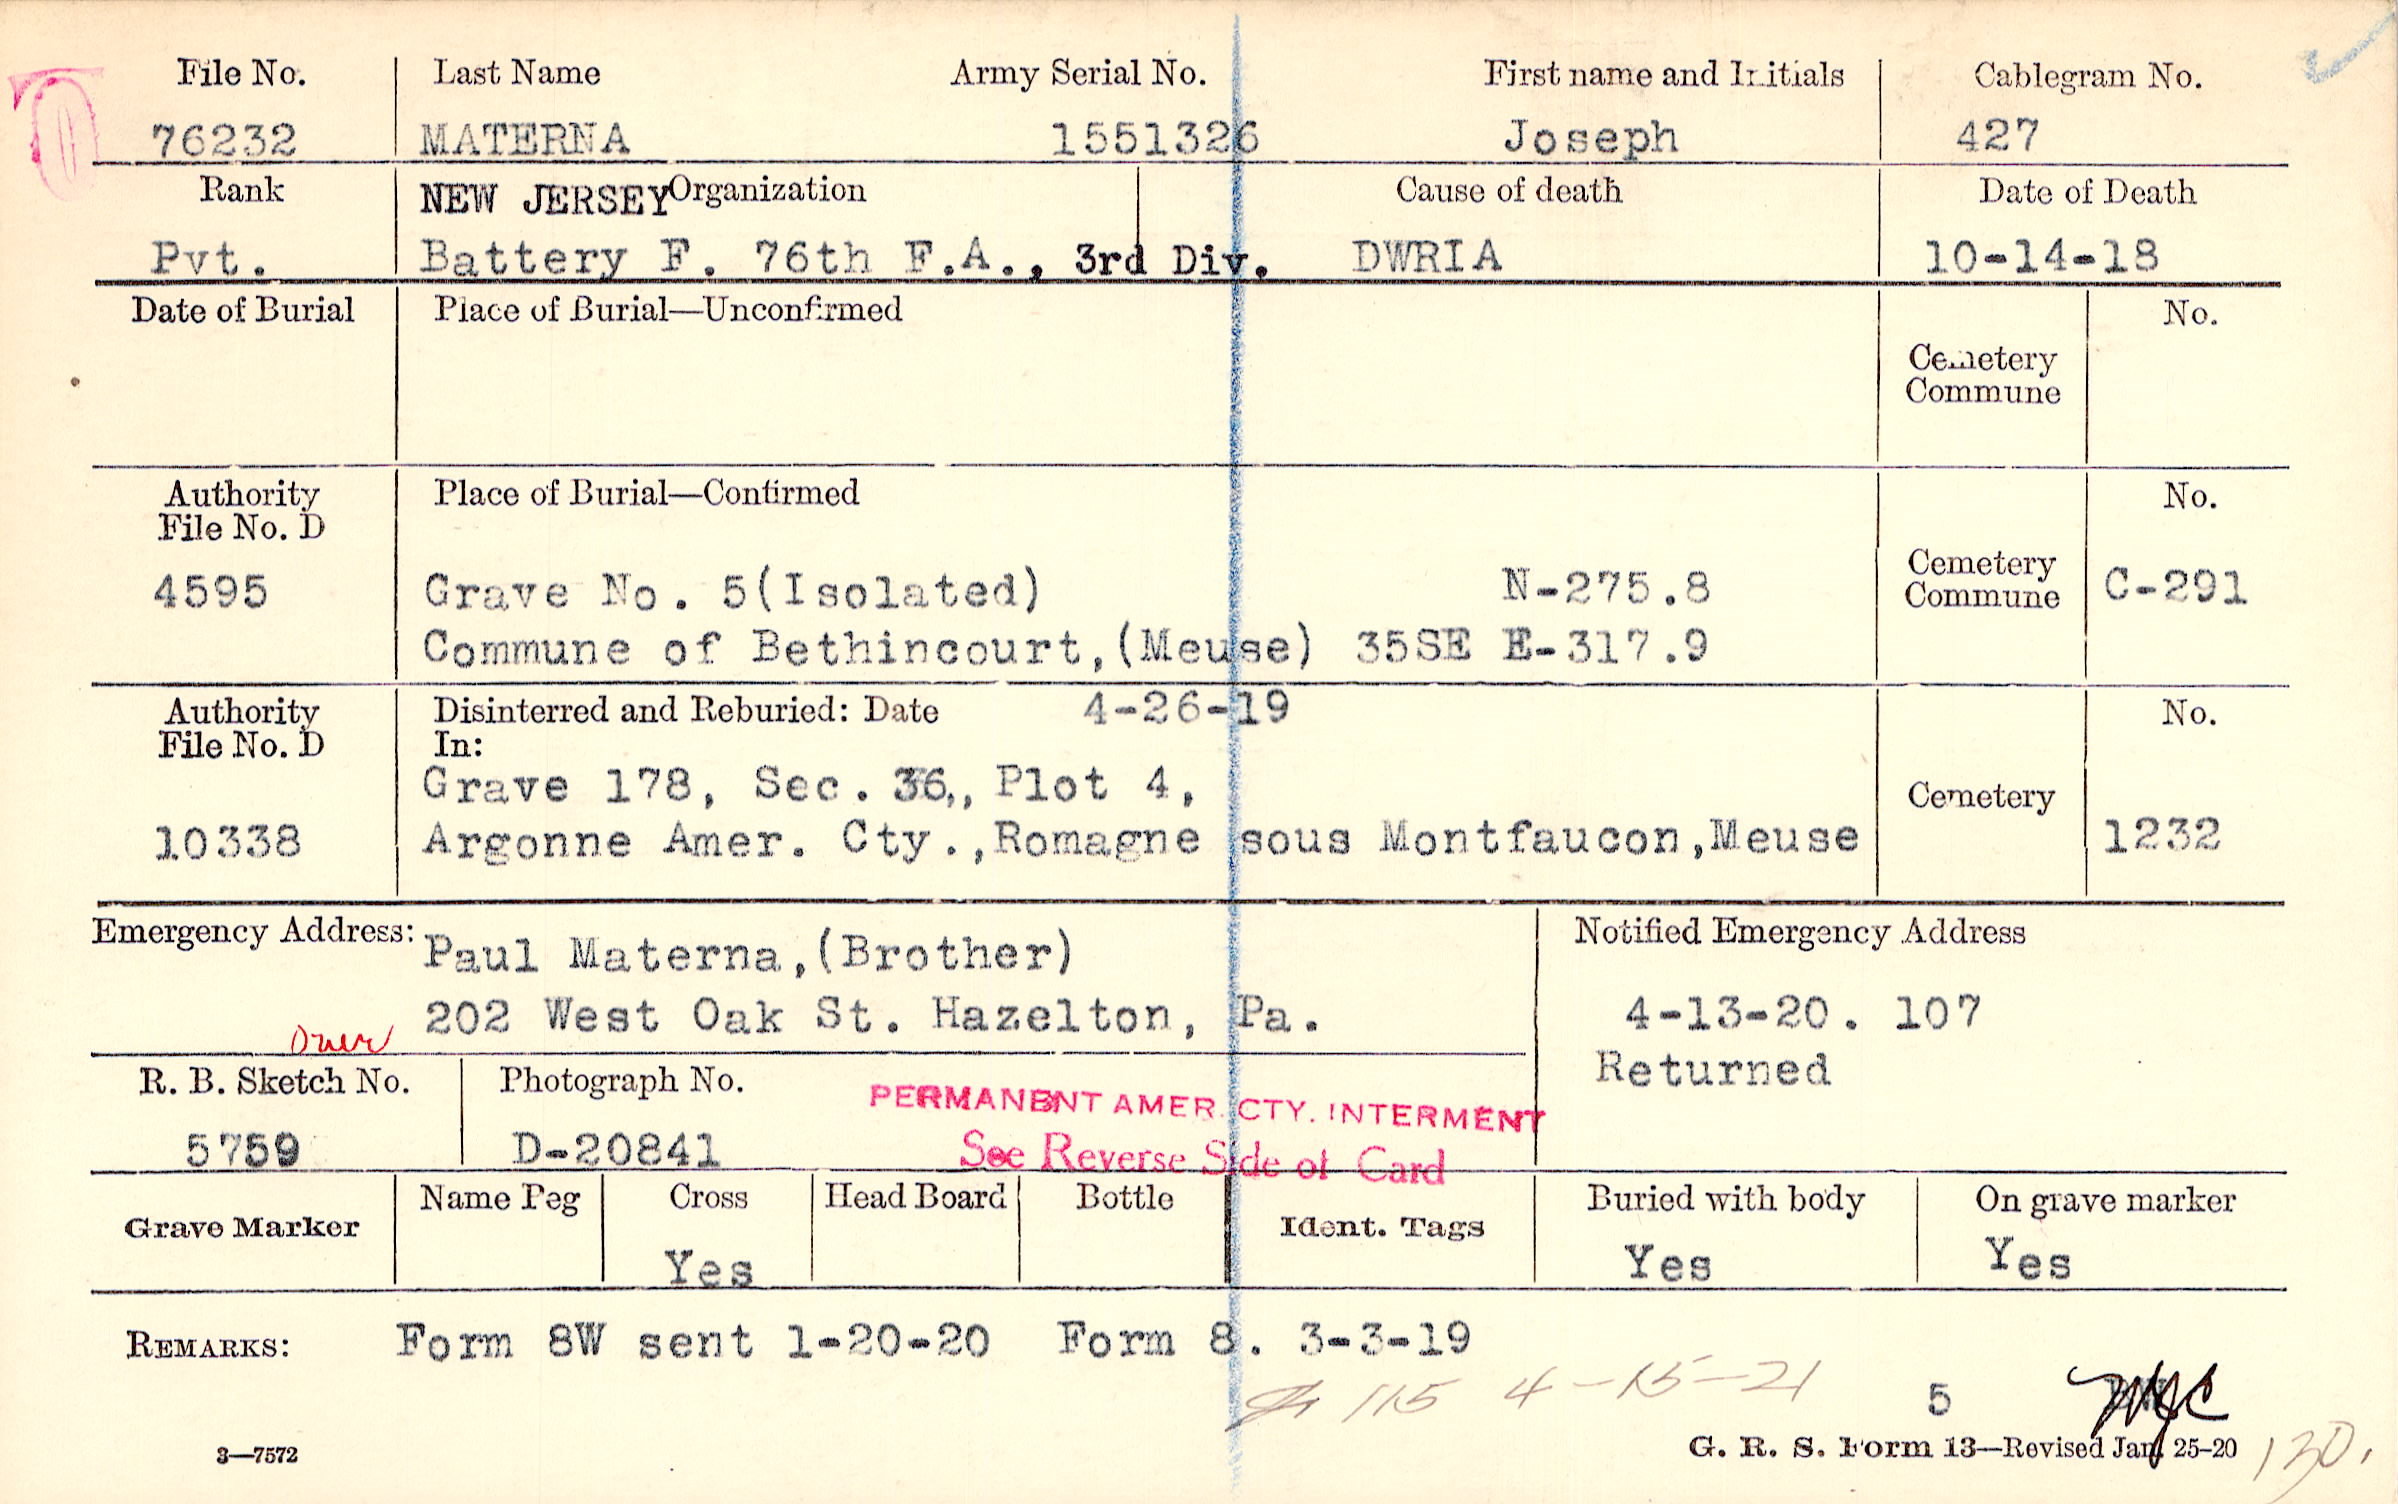 File No. Last Name Army Serial No. First name and Initials Cablegram No.
76232 MATERNA 1551326 Joseph 427
Rank NEW JERSEY Organization Cause of death Date of Death
Pvt. Battery F. 76th F.A., 3rd Div. DWRIA 10-14-18
Date of Burial Place of Burial—Unconfirmed No.
Cemetery
Commune
Authority Place of Burial—Confirmed No.
File No. D
4595 Grave No. 5(Isolated) N-275.8 Cemetery C-291
Commune of Bethincourt,(Meuse) 35SE E-317.9 Commune
Authority Disinterred and Reburied: Date 4-26-19 No.
File No. D In:
Grave 178, Sec. 36,, Plot 4, Cemetery
10338 Argonne Amer. Cty.,Romagne sous Montfaucon,Meuse 1232
Emergency Address: Paul Materna,(Brother) Notified Emergency Address
202 West Oak St. Hazelton, Pa. 4-13-20. 107
Over Returned
R. B. Sketch No. Photograph No. PERMANENT AMER. CTY. INTERMENT
5759 D-20841 See Reverse Side of Card
Grave Marker Name Peg Cross Head Board Bottle Ident. Tags Buried with body On grave marker
Yes Yes Yes
REMARKS: Form 8W sent 1-20-20 Form 8. 3-3-19
115 4-15-21 5
3—7572 G. R. S. Form 13—Revised Jan. 25-20 130.